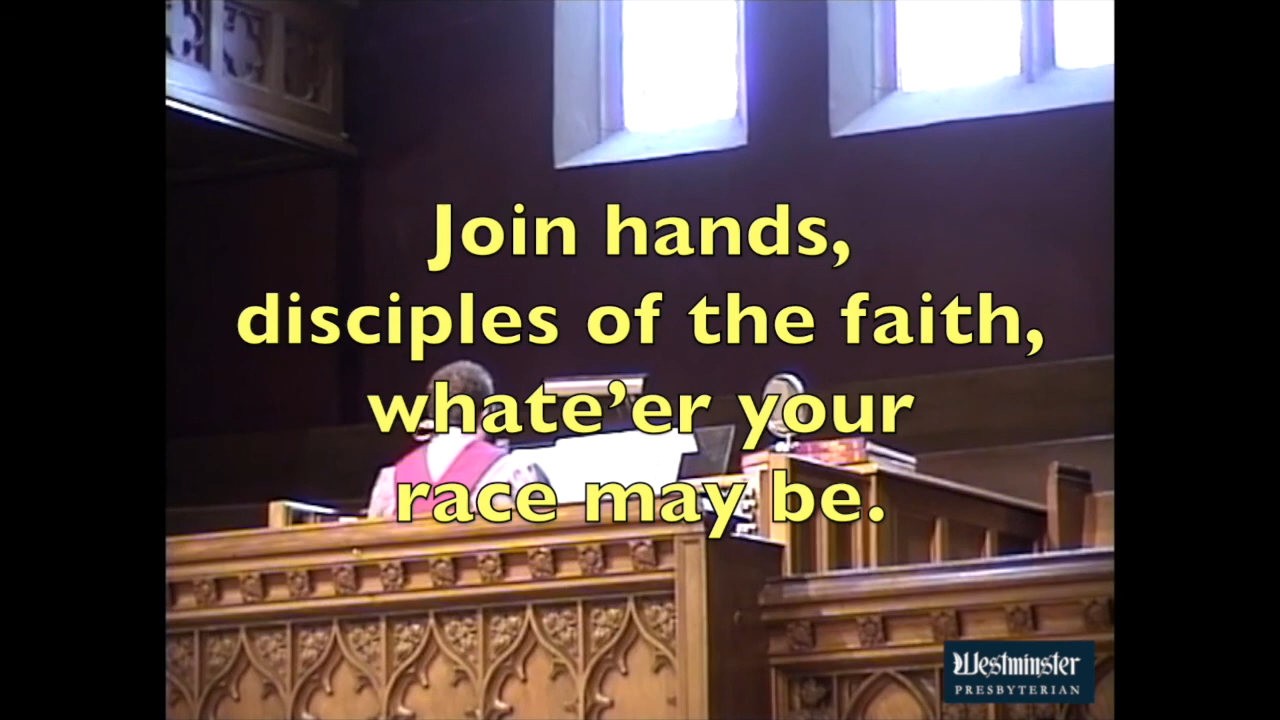 Join hands,
disciples of the faith,
whate’er your
race may be.
Westminster
PRESBYTERIAN